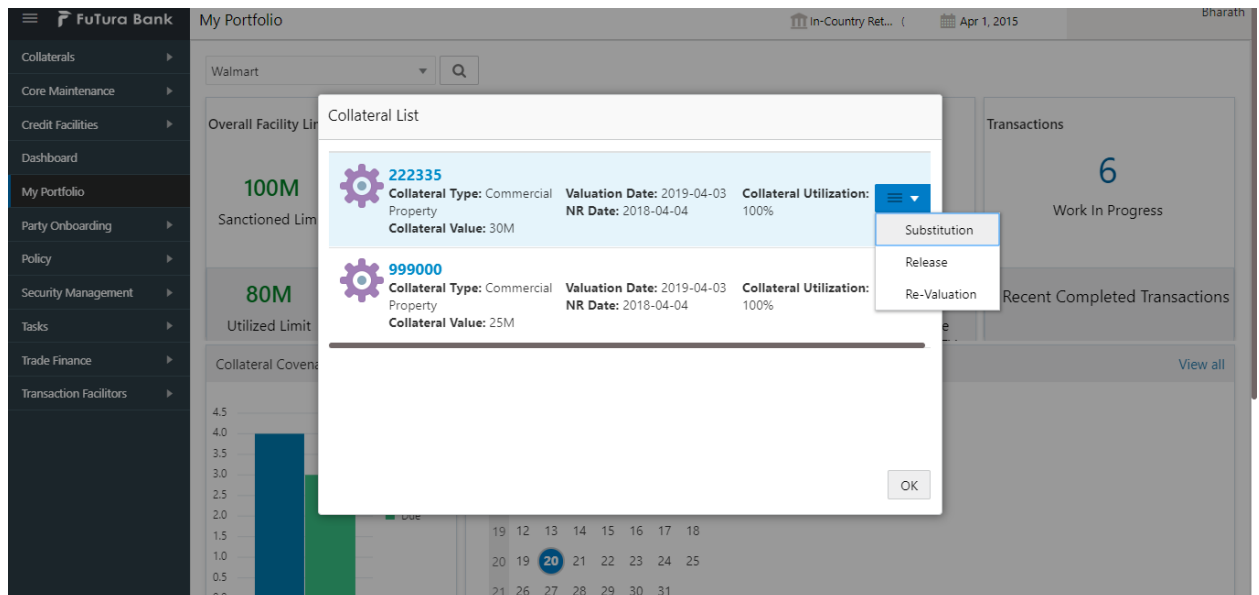 FuTura Bank
My Portfolio
In-Country Ret... (
Apr 1, 2015
Bharath
Collaterals
Core Maintenance
Credit Facilities
Dashboard
My Portfolio
Party Onboarding
Policy
Security Management
Tasks
Trade Finance
Transaction Facilitors
Walmart
Overall Facility Lim
100M
Sanctioned Lim
80M
Utilized Limit
Collateral List
222335
Collateral Type: Commercial Property
Valuation Date: 2019-04-03
Collateral Utilization: 100%
NR Date: 2018-04-04
Collateral Value: 30M
Substitution
Release
Re-Valuation
999000
Collateral Type: Commercial Property
Valuation Date: 2019-04-03
Collateral Utilization: 100%
NR Date: 2018-04-04
Collateral Value: 25M
OK
Transactions
6
Work In Progress
Recent Completed Transactions
Collateral Covena
View all
4.5
4.0
3.5
3.0
2.5
2.0
1.5
1.0
0.5
Due
19 12 13 14 15 16 17 18
20 19 20 21 22 23 24 25
21 26 27 28 29 30 31